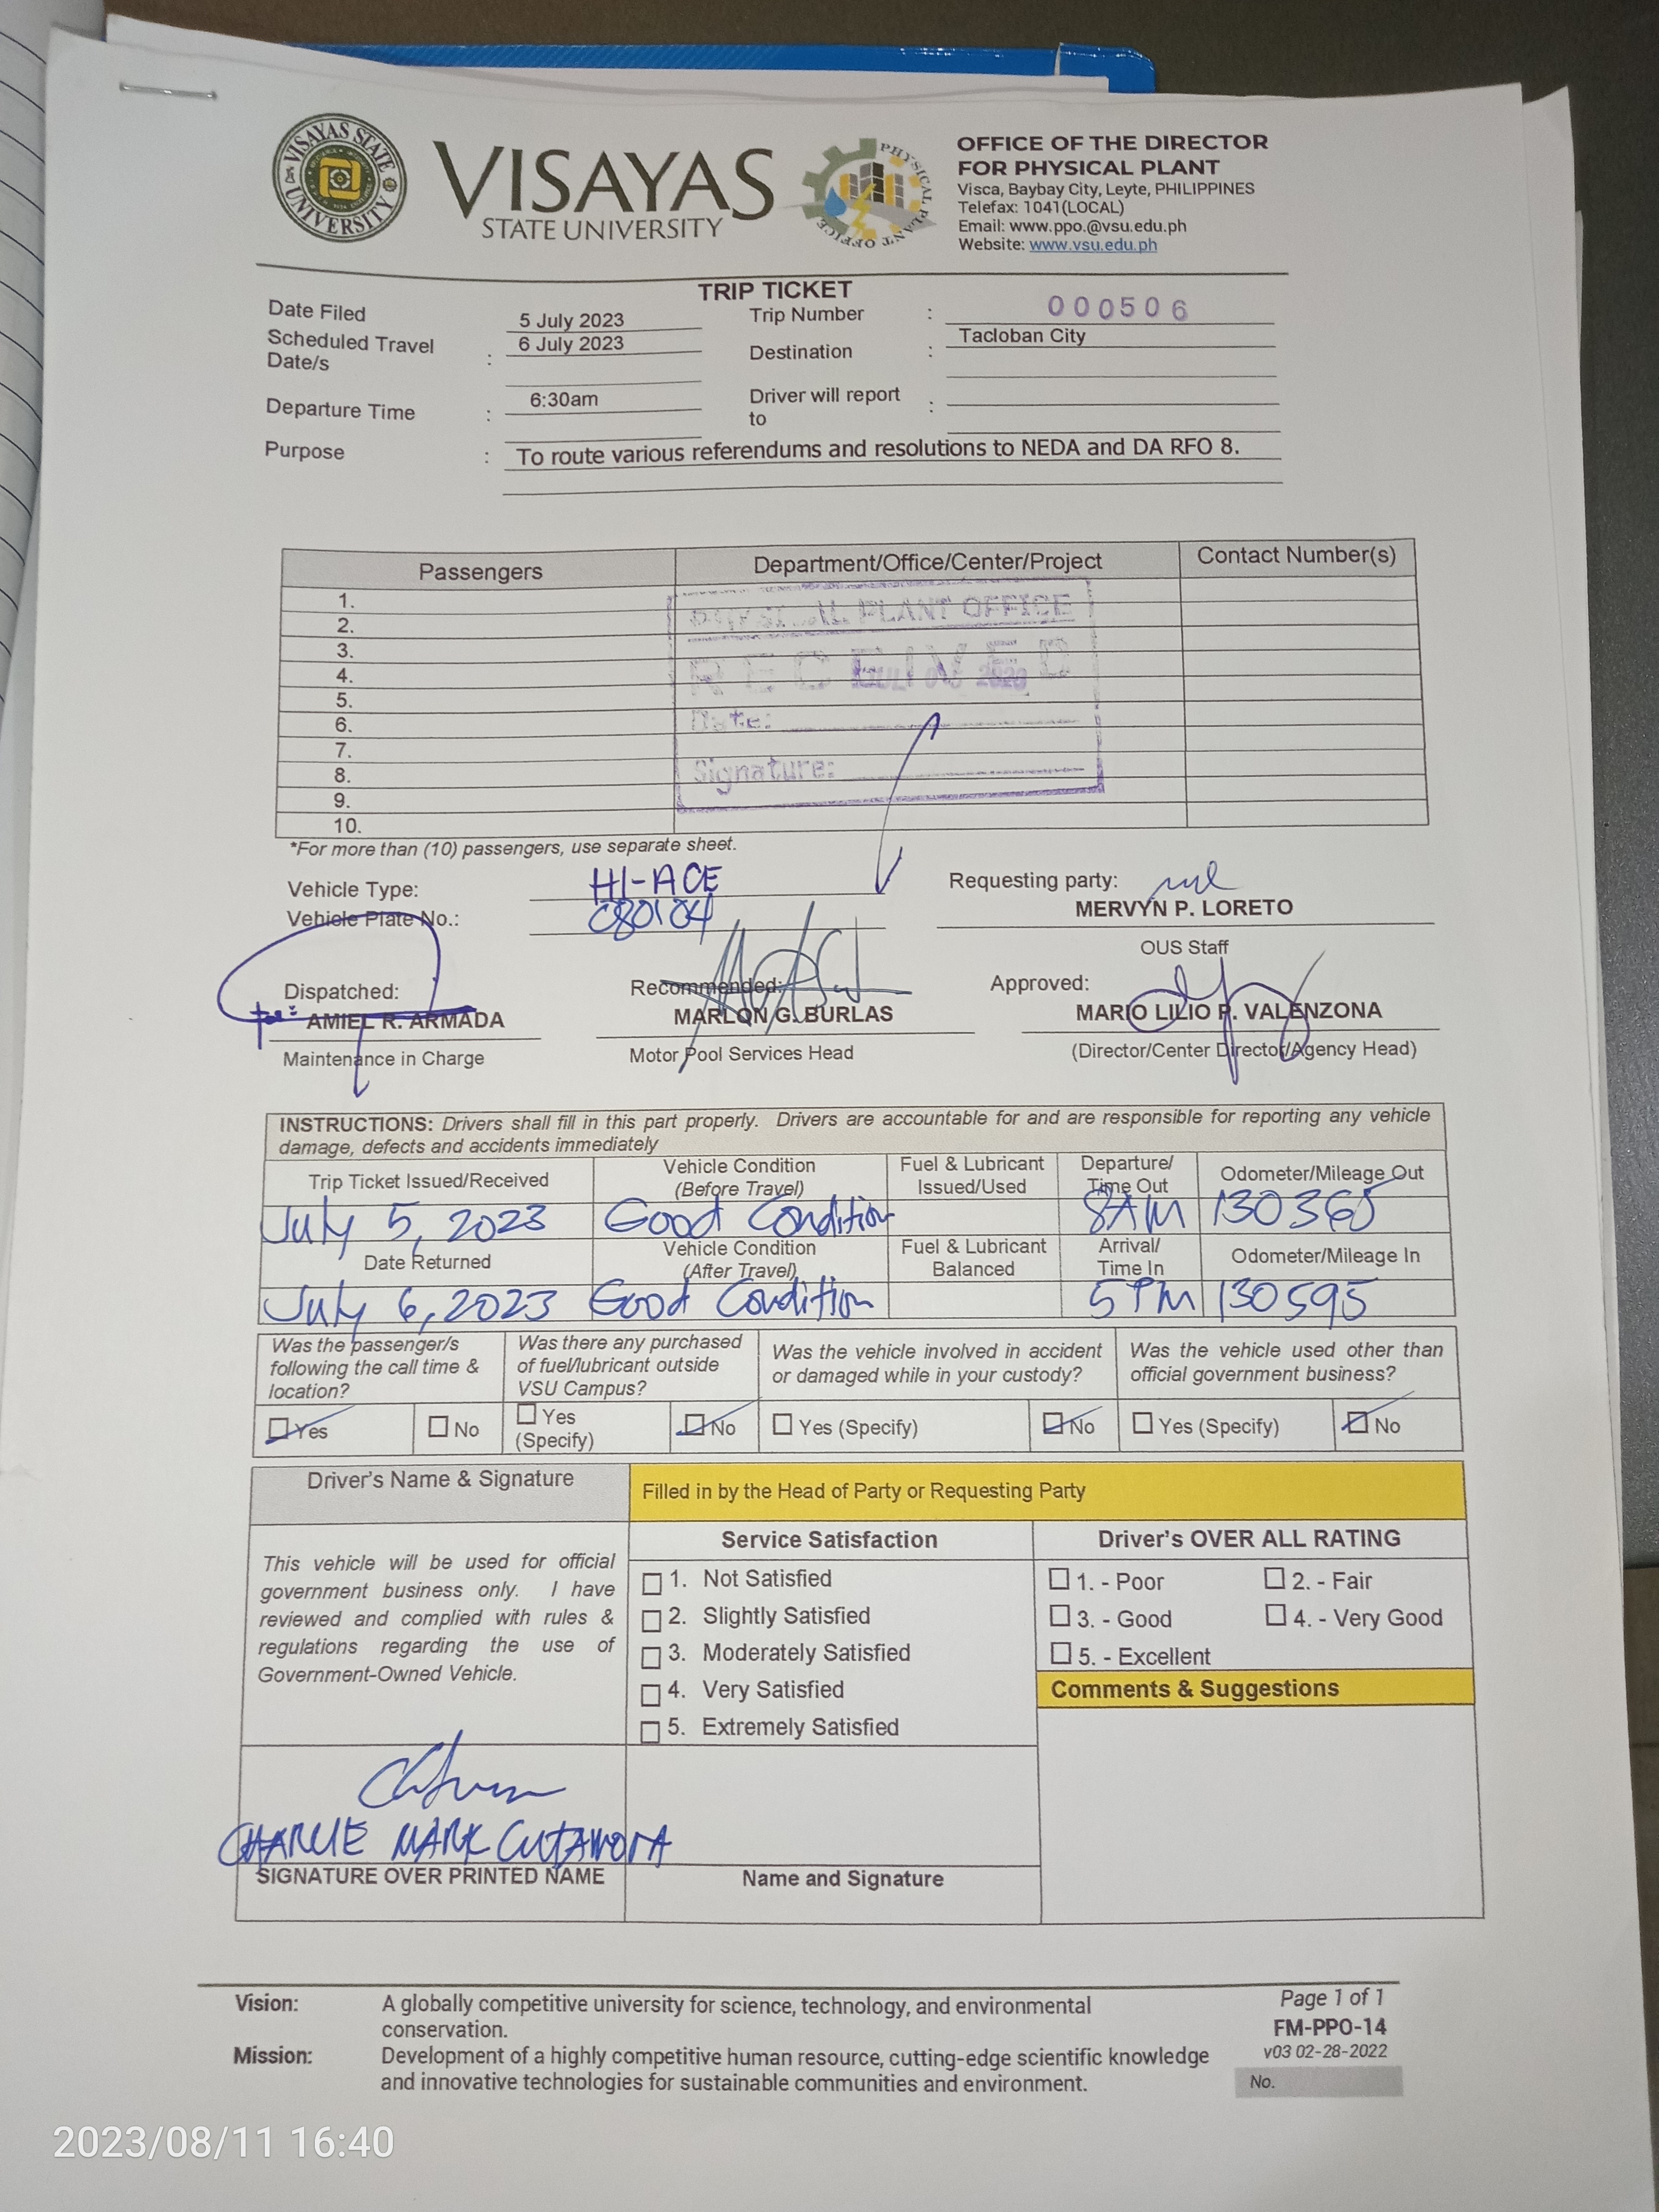 VISAYAS STATE UNIVERSITY
VISAYAS
STATE UNIVERSITY
PHYSICAL PLANT OFFICE
OFFICE OF THE DIRECTOR
FOR PHYSICAL PLANT
Visca, Baybay City, Leyte, PHILIPPINES
Telefax: 1041(LOCAL)
Email: www.ppo.@vsu.edu.ph
Website: www.vsu.edu.ph
TRIP TICKET
Date Filed 5 July 2023 Trip Number : 000506
Scheduled Travel Date/s : 6 July 2023 Destination : Tacloban City
Departure Time : 6:30am Driver will report to :
Purpose : To route various referendums and resolutions to NEDA and DA RFO 8.
Passengers Department/Office/Center/Project Contact Number(s)
1.
2.
3.
4.
5.
6.
7.
8.
9.
10.
PHYSICAL PLANT OFFICE
RECEIVED
Date:
Signature:
*For more than (10) passengers, use separate sheet.
Vehicle Type: HI-ACE
Vehicle Plate No.:
Requesting party:
MERVYN P. LORETO
OUS Staff
Dispatched:
for: AMIEL R. ARMADA
Maintenance in Charge
Recommended:
MARLON G. BURLAS
Motor Pool Services Head
Approved:
MARIO LILIO P. VALENZONA
(Director/Center Director/Agency Head)
INSTRUCTIONS: Drivers shall fill in this part properly. Drivers are accountable for and are responsible for reporting any vehicle
damage, defects and accidents immediately
Trip Ticket Issued/Received Vehicle Condition (Before Travel) Fuel & Lubricant Issued/Used Departure/ Time Out Odometer/Mileage Out
July 5, 2023 Good Condition 8AM 130365
Date Returned Vehicle Condition (After Travel) Fuel & Lubricant Balanced Arrival/ Time In Odometer/Mileage In
July 6, 2023 Good Condition 5PM 130595
Was the passenger/s following the call time & location?
Yes No
Was there any purchased of fuel/lubricant outside VSU Campus?
Yes (Specify) No
Was the vehicle involved in accident or damaged while in your custody?
Yes (Specify) No
Was the vehicle used other than official government business?
Yes (Specify) No
Driver's Name & Signature
Filled in by the Head of Party or Requesting Party
This vehicle will be used for official
government business only. I have
reviewed and complied with rules &
regulations regarding the use of
Government-Owned Vehicle.
Service Satisfaction
1. Not Satisfied
2. Slightly Satisfied
3. Moderately Satisfied
4. Very Satisfied
5. Extremely Satisfied
Driver's OVER ALL RATING
1. - Poor 2. - Fair
3. - Good 4. - Very Good
5. - Excellent
Comments & Suggestions
CHARLIE MARK
SIGNATURE OVER PRINTED NAME
Name and Signature
Vision: A globally competitive university for science, technology, and environmental
conservation.
Mission: Development of a highly competitive human resource, cutting-edge scientific knowledge
and innovative technologies for sustainable communities and environment.
Page 1 of 1
FM-PPO-14
v03 02-28-2022
No.
2023/08/11 16:40